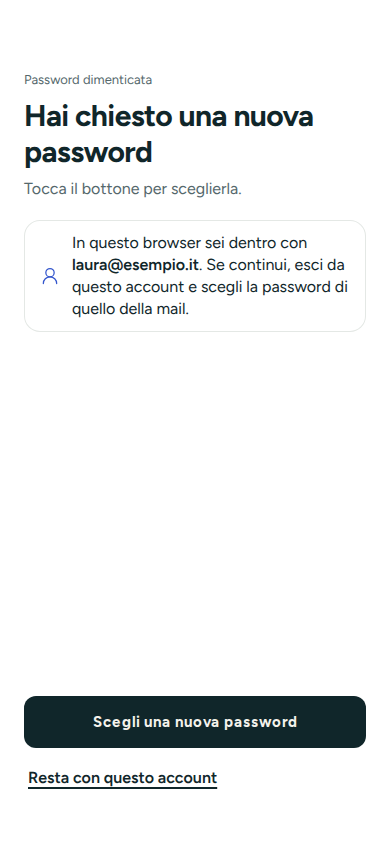 Password dimenticata
Hai chiesto una nuova
password
Tocca il bottone per sceglierla.
In questo browser sei dentro con
laura@esempio.it. Se continui, esci da
questo account e scegli la password di
quello della mail.
Scegli una nuova password
Resta con questo account